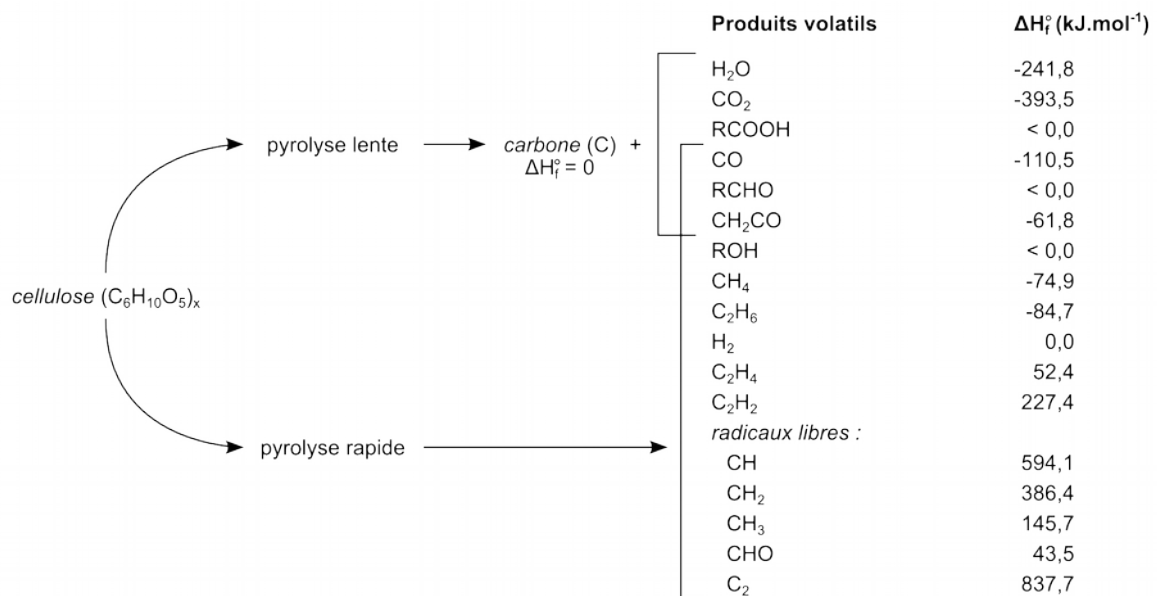 Produits volatils ΔH°f (kJ.mol⁻¹)
H₂O -241,8
CO₂ -393,5
RCOOH < 0,0
pyrolyse lente carbone (C) +
ΔH°f = 0
CO -110,5
RCHO < 0,0
CH₂CO -61,8
ROH < 0,0
CH₄ -74,9
cellulose (C₆H₁₀O₅)ₓ
C₂H₆ -84,7
H₂ 0,0
C₂H₄ 52,4
C₂H₂ 227,4
radicaux libres :
pyrolyse rapide
CH 594,1
CH₂ 386,4
CH₃ 145,7
CHO 43,5
C₂ 837,7